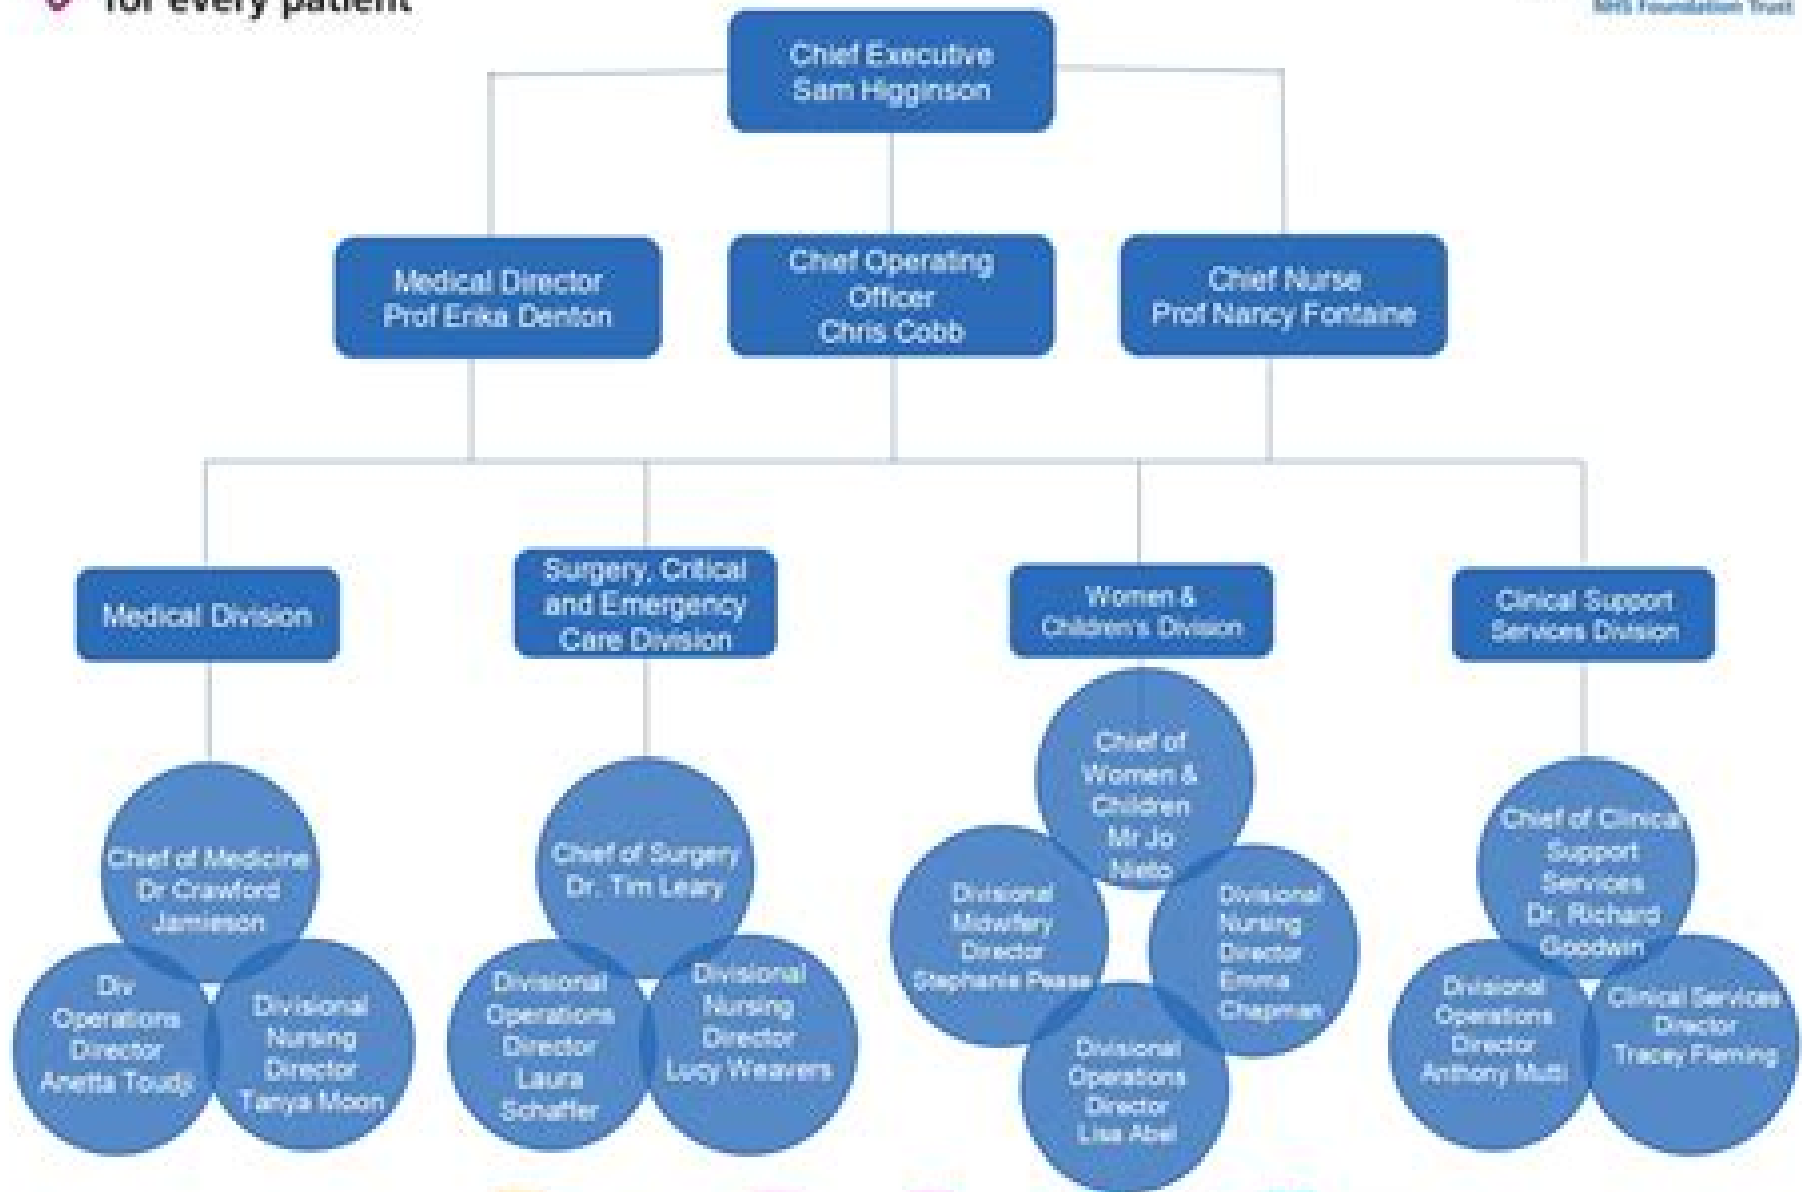 for every patient
NHS Foundation Trust
Chief Executive
Sam Higginson
Medical Director
Prof Erika Denton
Chief Operating
Officer
Chris Cobb
Chief Nurse
Prof Nancy Fontaine
Medical Division
Surgery, Critical
and Emergency
Care Division
Women &
Children's Division
Clinical Support
Services Division
Chief of Medicine
Dr Crawford
Jamieson
Div
Operations
Director
Anetta Toudji
Divisional
Nursing
Director
Tanya Moon
Chief of Surgery
Dr. Tim Leary
Divisional
Operations
Director
Laura
Schaffer
Divisional
Nursing
Director
Lucy Weavers
Chief of
Women &
Children
Mr Jo
Nieto
Divisional
Midwifery
Director
Stephanie Pease
Divisional
Nursing
Director
Emma
Chapman
Divisional
Operations
Director
Lisa Abel
Chief of Clinical
Support
Services
Dr. Richard
Goodwin
Divisional
Operations
Director
Anthony Mutti
Clinical Services
Director
Tracey Fleming